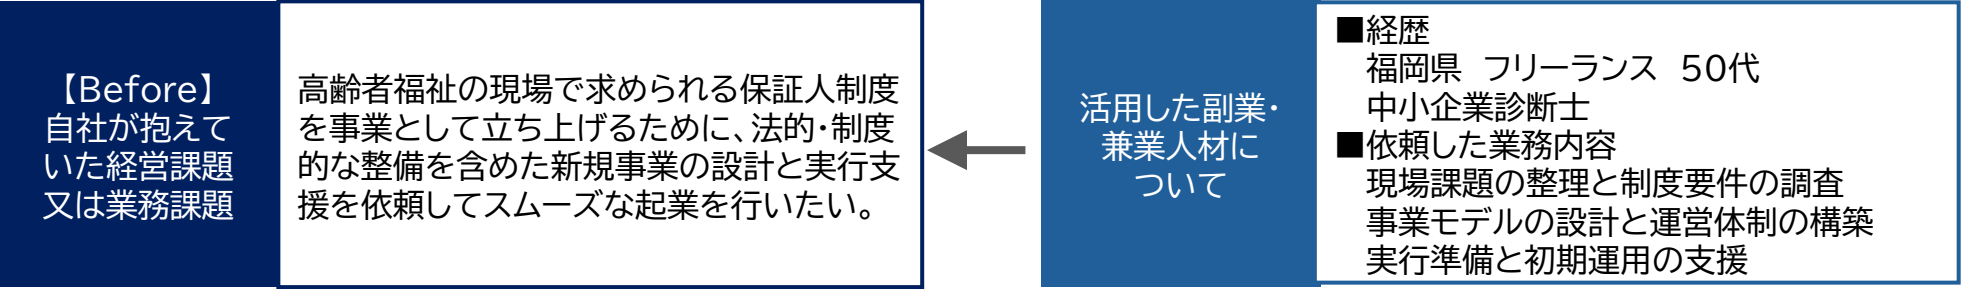 【Before】
自社が抱えて
いた経営課題
又は業務課題
高齢者福祉の現場で求められる保証人制度
を事業として立ち上げるために、法的・制度
的な整備を含めた新規事業の設計と実行支
援を依頼してスムーズな起業を行いたい。
活用した副業・
兼業人材に
ついて
■経歴
福岡県　フリーランス　50代
中小企業診断士
■依頼した業務内容
現場課題の整理と制度要件の調査
事業モデルの設計と運営体制の構築
実行準備と初期運用の支援